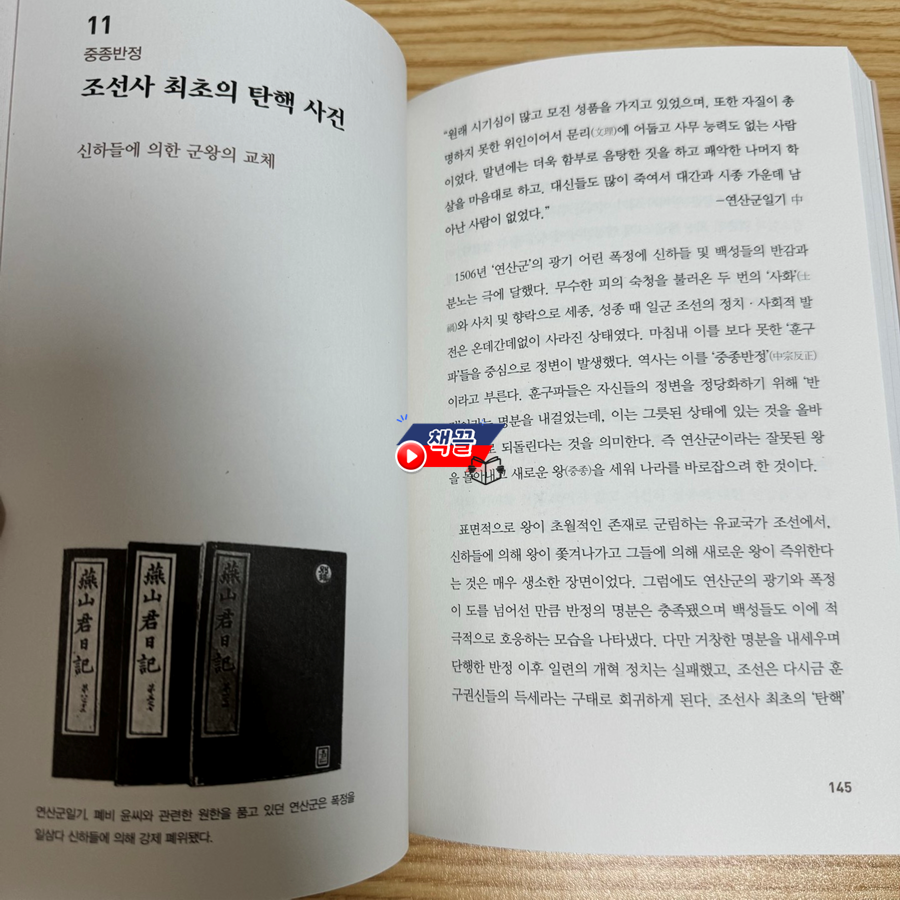 11
중종반정
조선사 최초의 탄핵 사건
신하들에 의한 군왕의 교체
燕山君日記
燕山君日記
燕山君日記
연산군일기. 폐비 윤씨와 관련한 원한을 품고 있던 연산군은 폭정을
일삼다 신하들에 의해 강제 폐위됐다.
“원래 시기심이 많고 모진 성품을 가지고 있었으며, 또한 자질이 총
명하지 못한 위인이어서 문리(文理)에 어둡고 사무 능력도 없는 사람
이었다. 말년에는 더욱 함부로 음탕한 짓을 하고 패악한 나머지 학
살을 마음대로 하고, 대신들도 많이 죽여서 대간과 시종 가운데 남
아난 사람이 없었다.” –연산군일기 中
1506년 ‘연산군’의 광기 어린 폭정에 신하들 및 백성들의 반감과
분노는 극에 달했다. 무수한 피의 숙청을 불러온 두 번의 ‘사화’(士
禍)와 사치 및 향락으로 세종, 성종 때 일군 조선의 정치·사회적 발
전은 온데간데없이 사라진 상태였다. 마침내 이를 보다 못한 ‘훈구
파’들을 중심으로 정변이 발생했다. 역사는 이를 ‘중종반정’(中宗反正)
이라고 부른다. 훈구파들은 자신들의 정변을 정당화하기 위해 ‘반
명분을 내걸었는데, 이는 그릇된 상태에 있는 것을 올바
되돌린다는 것을 의미한다. 즉 연산군이라는 잘못된 왕
을 몰아내고 새로운 왕(중종)을 세워 나라를 바로잡으려 한 것이다.
책끌
표면적으로 왕이 초월적인 존재로 군림하는 유교국가 조선에서,
신하들에 의해 왕이 쫓겨나가고 그들에 의해 새로운 왕이 즉위한다
는 것은 매우 생소한 장면이었다. 그럼에도 연산군의 광기와 폭정
이 도를 넘어선 만큼 반정의 명분은 충족됐으며 백성들도 이에 적
극적으로 호응하는 모습을 나타냈다. 다만 거창한 명분을 내세우며
단행한 반정 이후 일련의 개혁 정치는 실패했고, 조선은 다시금 훈
구권신들의 득세라는 구태로 회귀하게 된다. 조선사 최초의 ‘탄핵’
145